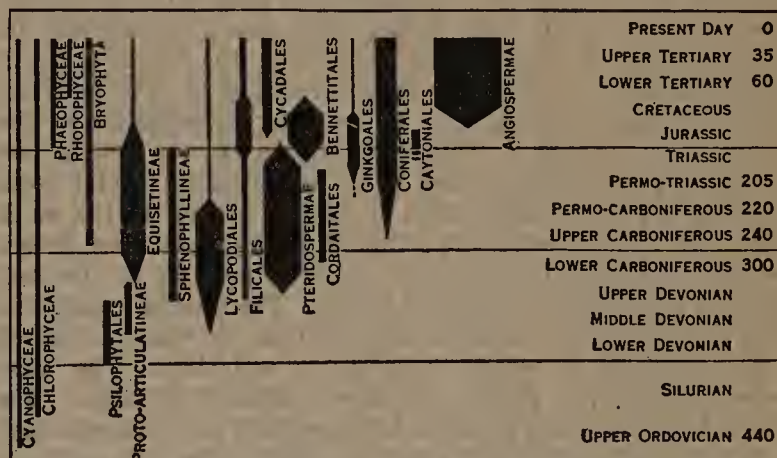 CYANOPHYCEAE
CHLOROPHYCEAE
PHAEOPHYCEAE
RHODOPHYCEAE
BRYOPHYTA
PSILOPHYTALES
PROTO-ARTICULATINEAE
EQUISETINEAE
SPHENOPHYLLINEAE
LYCOPODIALES
FILICALES
CYCADALES
PTERIDOSPERMAE
BENNETTITALES
CORDAITALES
GINKGOALES
CONIFERALES
CAYTONIALES
ANGIOSPERMAE
PRESENT DAY 0
UPPER TERTIARY 35
LOWER TERTIARY 60
CRETACEOUS
JURASSIC
TRIASSIC
PERMO-TRIASSIC 205
PERMO-CARBONIFEROUS 220
UPPER CARBONIFEROUS 240
LOWER CARBONIFEROUS 300
UPPER DEVONIAN
MIDDLE DEVONIAN
LOWER DEVONIAN
SILURIAN
UPPER ORDOVICIAN 440